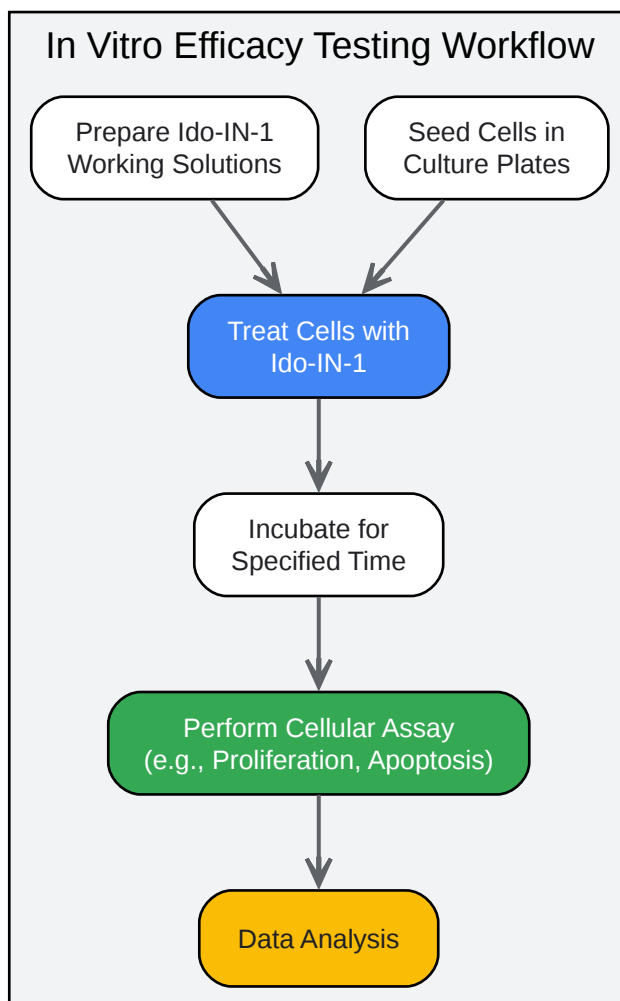 In Vitro Efficacy Testing Workflow
Prepare Ido-IN-1
Working Solutions
Seed Cells in
Culture Plates
Treat Cells with
Ido-IN-1
Incubate for
Specified Time
Perform Cellular Assay
(e.g., Proliferation, Apoptosis)
Data Analysis